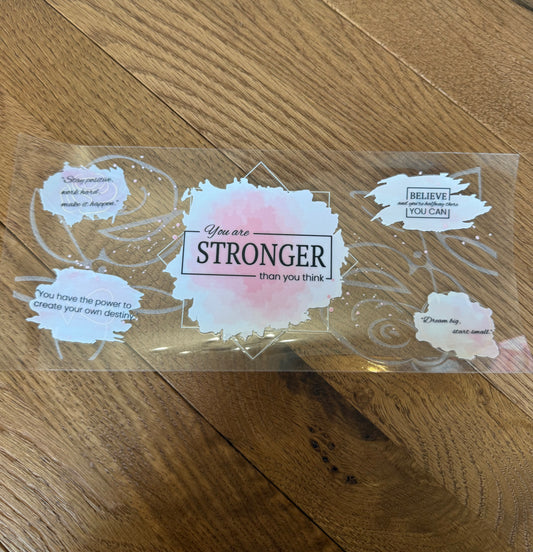 "Stay positive,
work hard,
make it happen."
You are
STRONGER
than you think
BELIEVE
and you're halfway there
YOU CAN
"You have the power to
create your own destiny."
"Dream big,
start small."